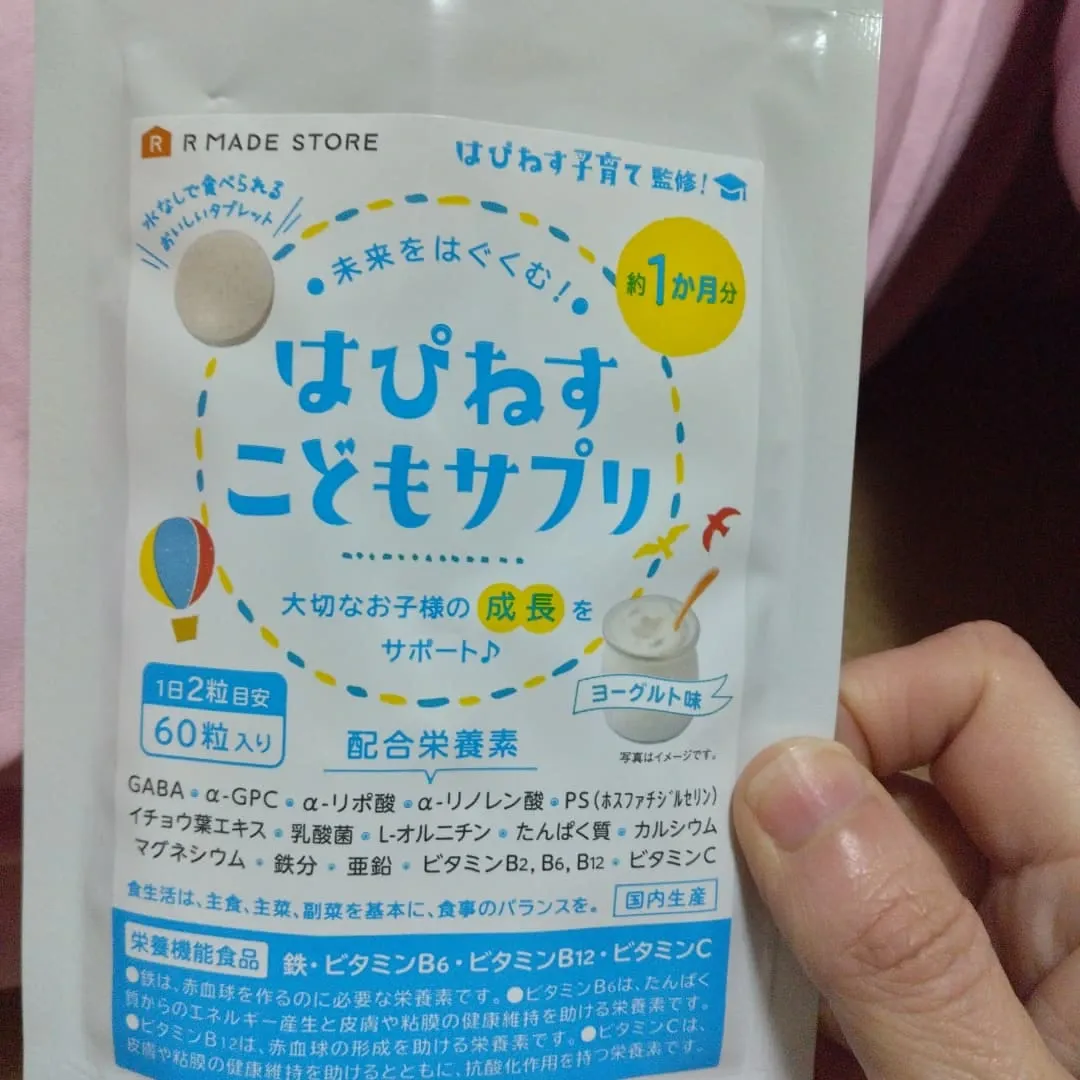 R MADE STORE
はぴねす子育て 監修!
水なしで食べられる
おいしいタブレット
未来をはぐくむ!
約1か月分
はぴねす
こどもサプリ
大切なお子様の 成長 を
サポート♪
ヨーグルト味
写真はイメージです。
1日2粒目安
60粒入り
配合栄養素
GABA・α-GPC・α-リポ酸・α-リノレン酸・PS(ホスファチジルセリン)
イチョウ葉エキス・乳酸菌・L-オルニチン・たんぱく質・カルシウム
マグネシウム・鉄分・亜鉛・ビタミンB2, B6, B12・ビタミンC
食生活は、主食、主菜、副菜を基本に、食事のバランスを。
国内生産
栄養機能食品 鉄・ビタミンB6・ビタミンB12・ビタミンC
●鉄は、赤血球を作るのに必要な栄養素です。●ビタミンB6は、たんぱく
質からのエネルギー産生と皮膚や粘膜の健康維持を助ける栄養素です。
●ビタミンB12は、赤血球の形成を助ける栄養素です。●ビタミンCは、
皮膚や粘膜の健康維持を助けるとともに、抗酸化作用を持つ栄養素です。